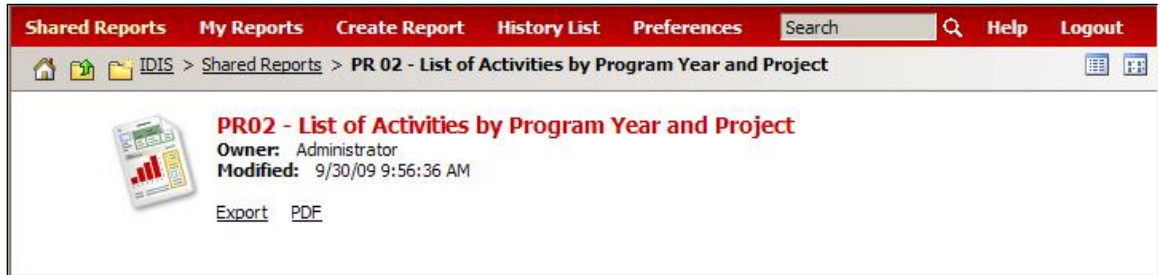 Shared Reports My Reports Create Report History List Preferences Search Help Logout
IDIS > Shared Reports > PR 02 - List of Activities by Program Year and Project
PR02 - List of Activities by Program Year and Project
Owner: Administrator
Modified: 9/30/09 9:56:36 AM
Export PDF